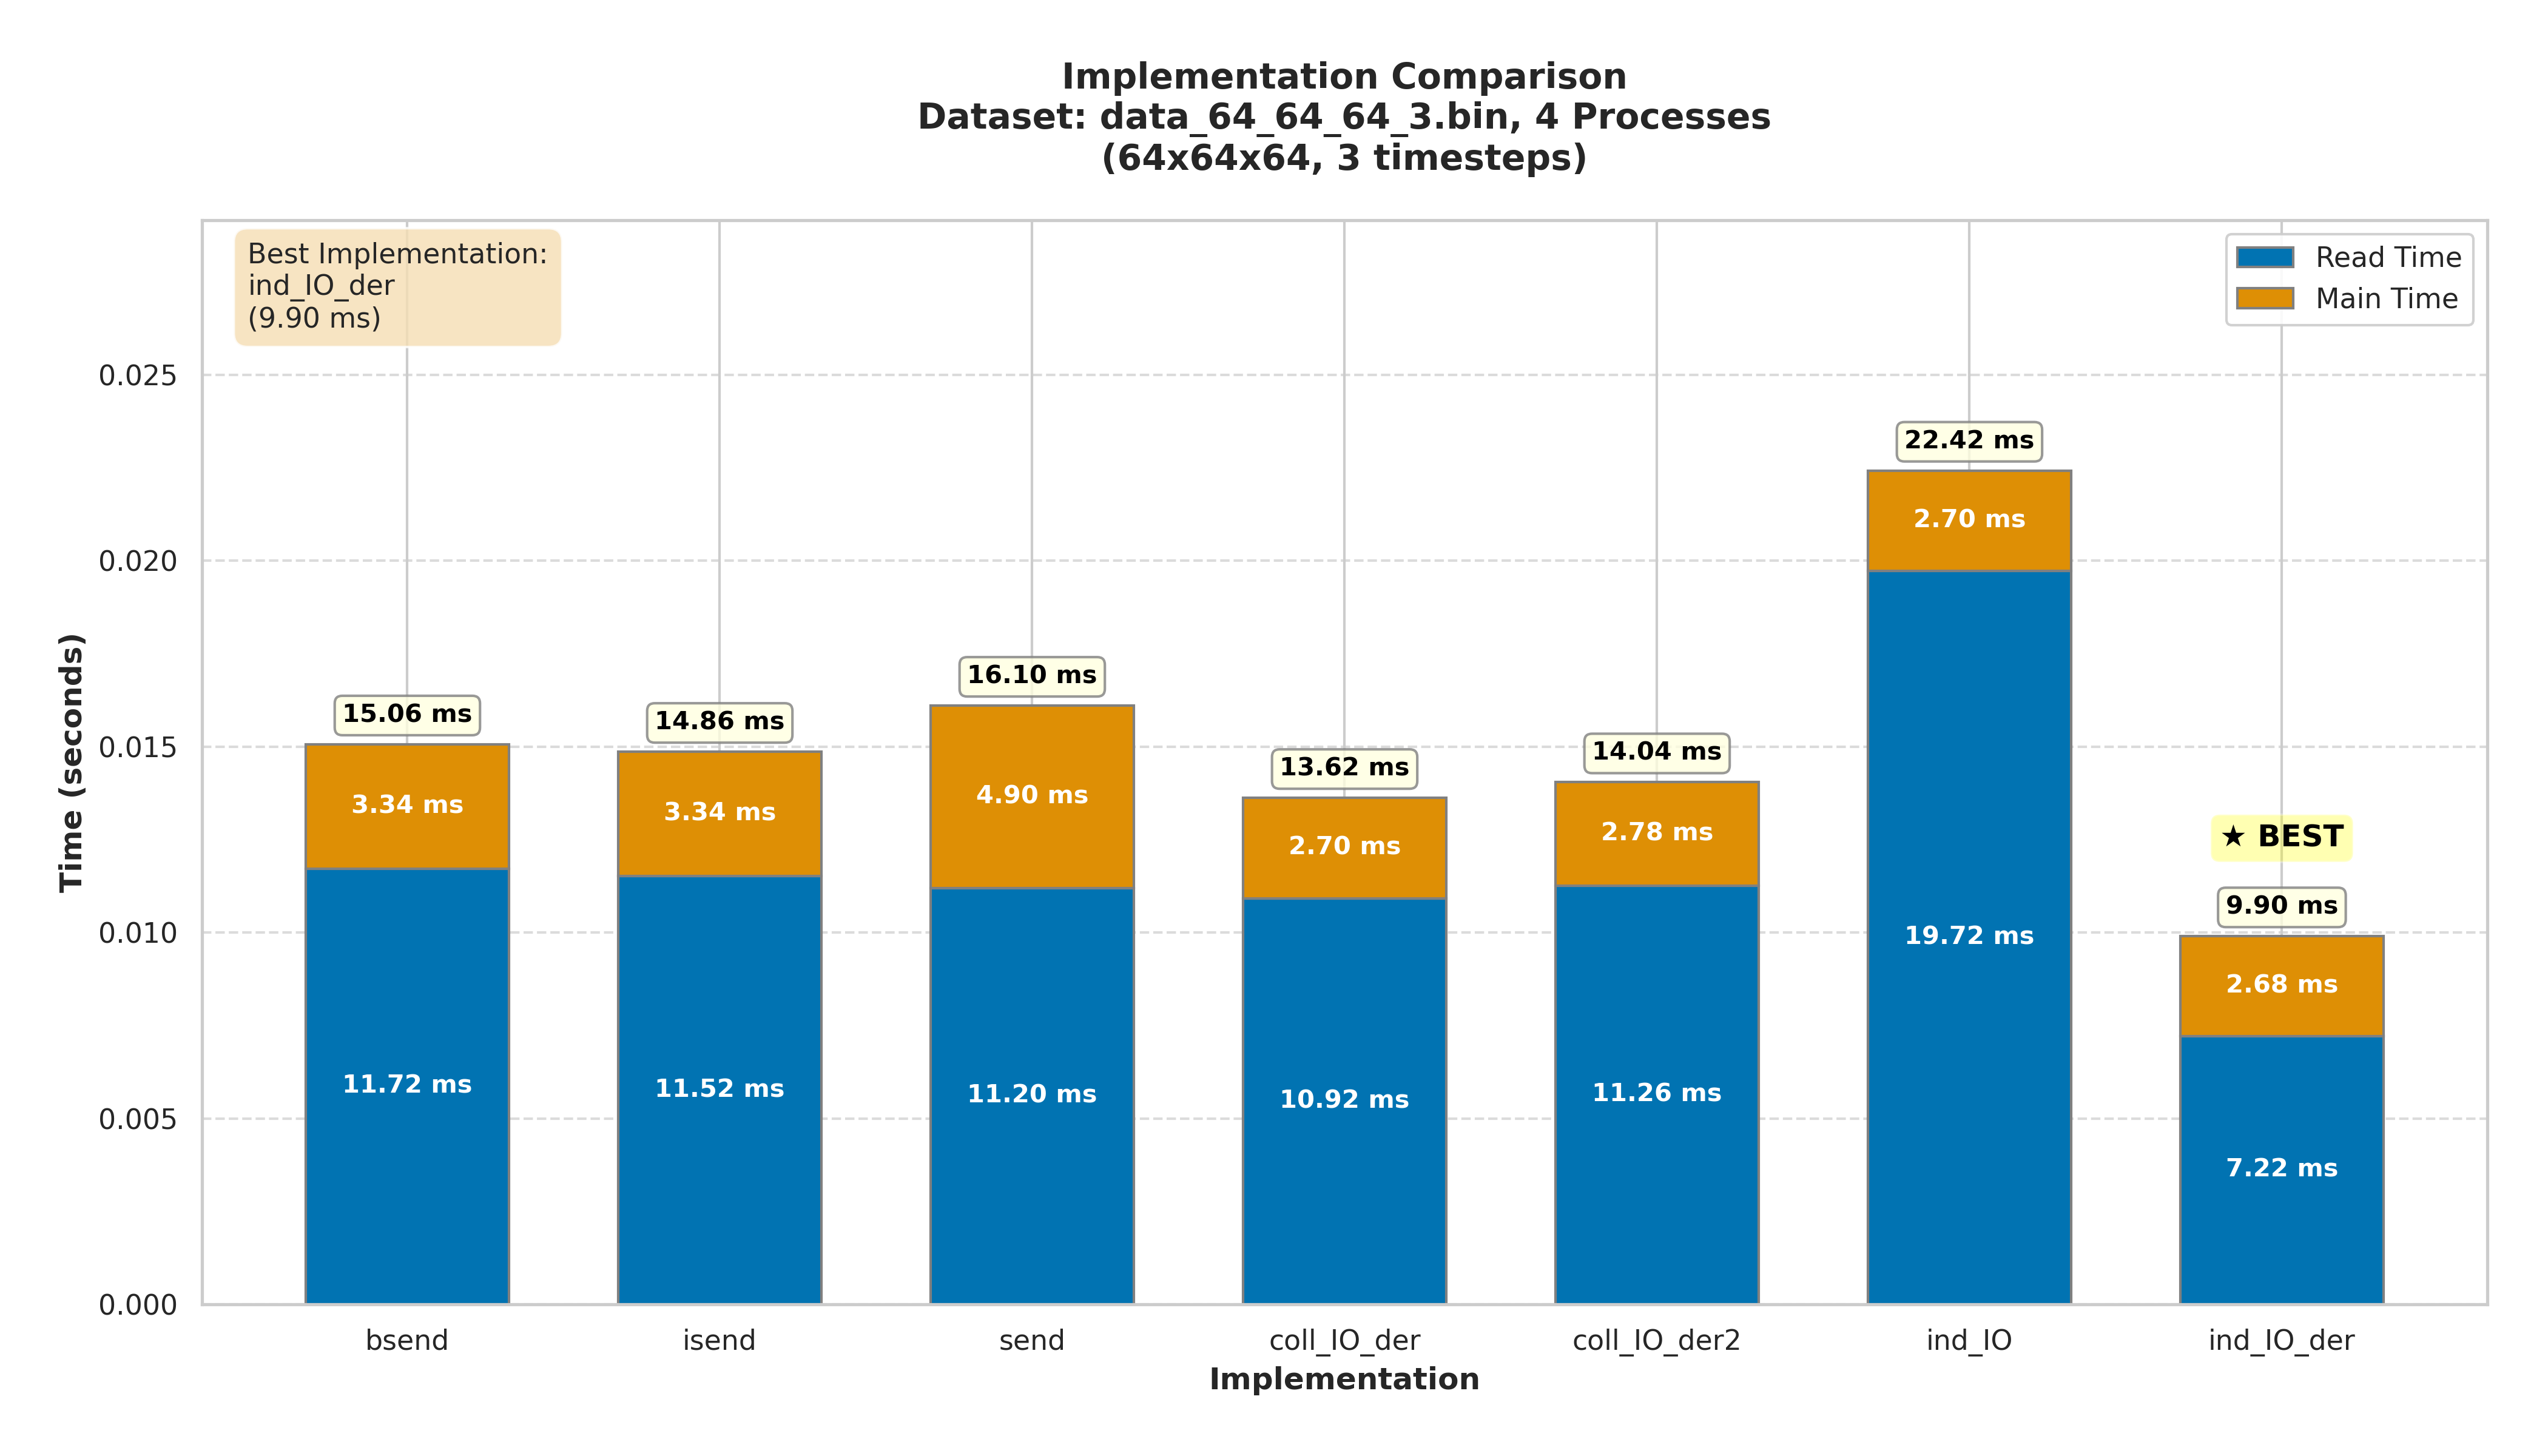 Implementation Comparison
Dataset: data_64_64_64_3.bin, 4 Processes
(64x64x64, 3 timesteps)
Best Implementation:
ind_IO_der
(9.90 ms)
Read Time
Main Time
Time (seconds)
0.025
0.020
0.015
0.010
0.005
0.000
15.06 ms
3.34 ms
11.72 ms
14.86 ms
3.34 ms
11.52 ms
16.10 ms
4.90 ms
11.20 ms
13.62 ms
2.70 ms
10.92 ms
14.04 ms
2.78 ms
11.26 ms
22.42 ms
2.70 ms
19.72 ms
★ BEST
9.90 ms
2.68 ms
7.22 ms
bsend
isend
send
coll_IO_der
coll_IO_der2
ind_IO
ind_IO_der
Implementation